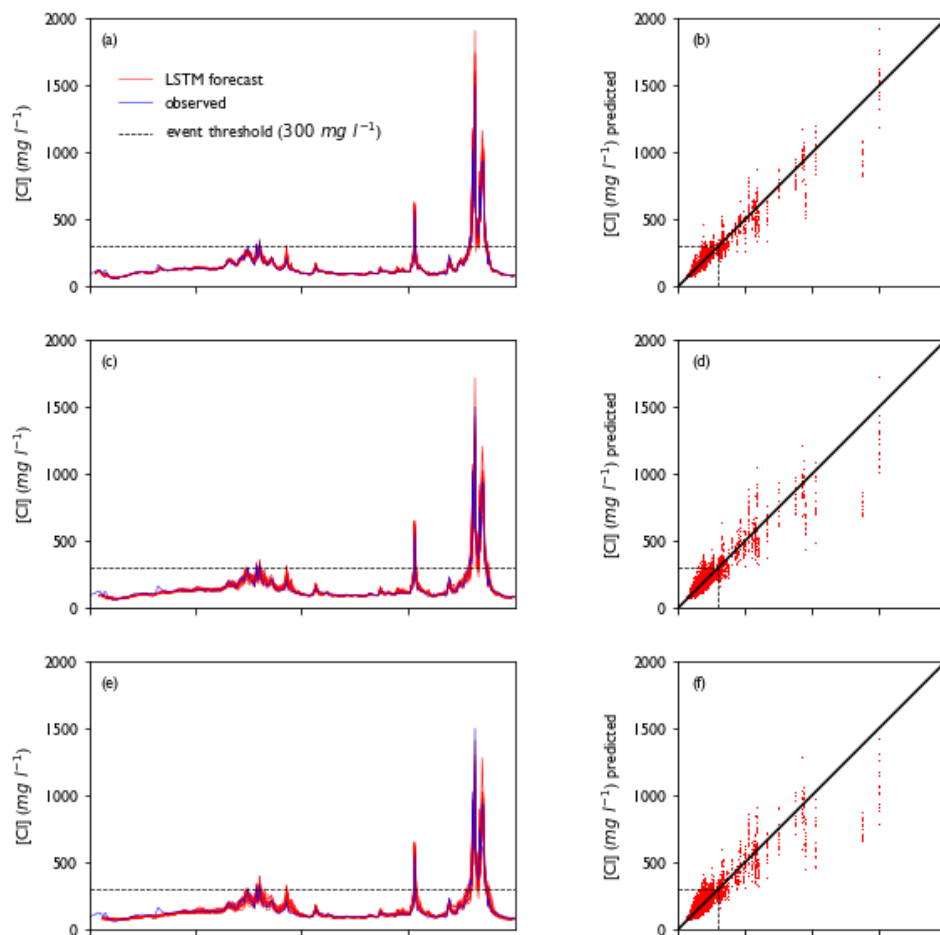 2000
(a)
1500
LSTM forecast
observed
event threshold (300 mg l⁻¹)
1000
500
0
[Cl] (mg l⁻¹)
2000
(b)
1500
1000
500
0
[Cl] (mg l⁻¹) predicted
2000
(c)
1500
1000
500
0
[Cl] (mg l⁻¹)
2000
(d)
1500
1000
500
0
[Cl] (mg l⁻¹) predicted
2000
(e)
1500
1000
500
0
[Cl] (mg l⁻¹)
2000
(f)
1500
1000
500
0
[Cl] (mg l⁻¹) predicted